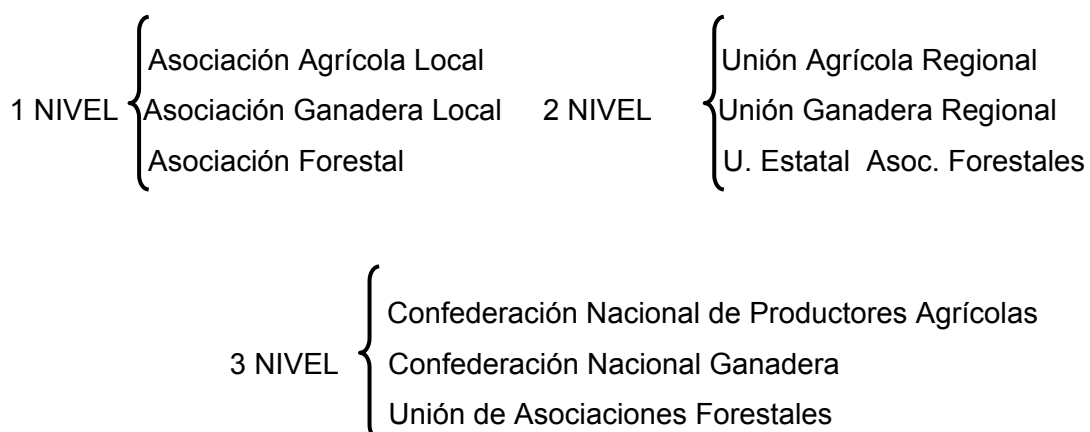 Asociación Agrícola Local
1 NIVEL Asociación Ganadera Local
Asociación Forestal
Unión Agrícola Regional
2 NIVEL Unión Ganadera Regional
U. Estatal Asoc. Forestales
Confederación Nacional de Productores Agrícolas
3 NIVEL Confederación Nacional Ganadera
Unión de Asociaciones Forestales